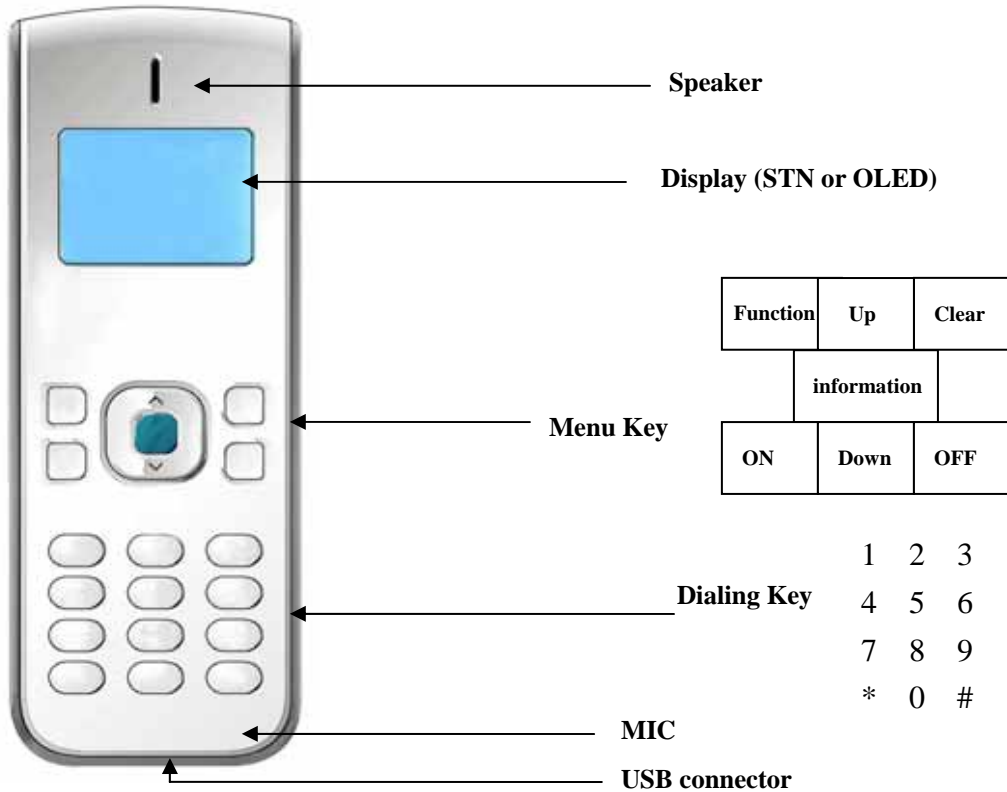 Speaker
Display (STN or OLED)
Function Up Clear
information
Menu Key
ON Down OFF
1 2 3
Dialing Key
4 5 6
7 8 9
* 0 #
MIC
USB connector